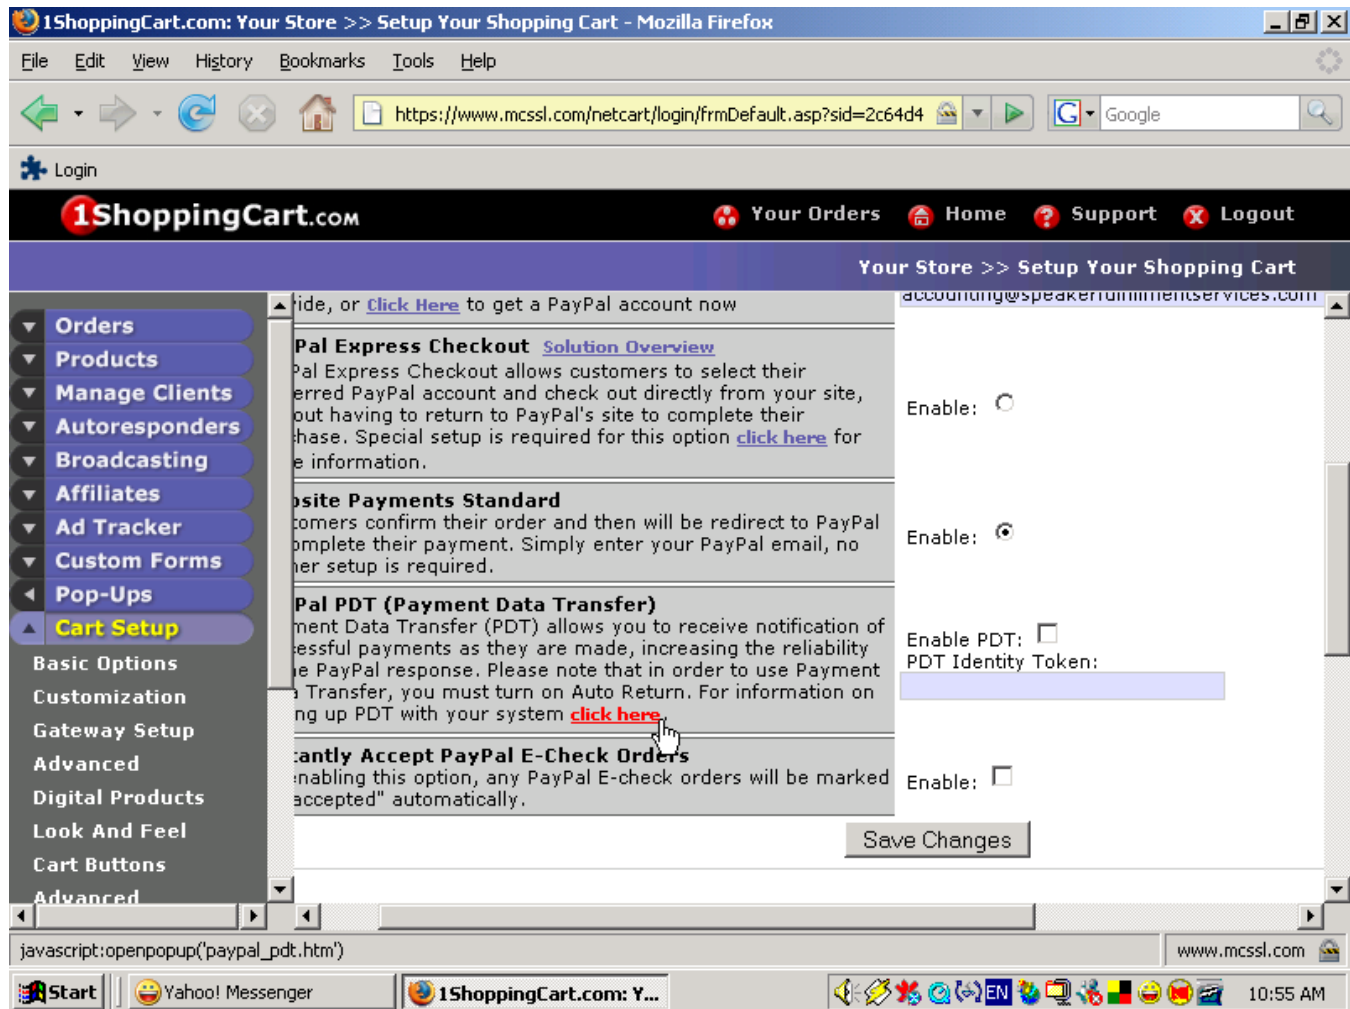 1ShoppingCart.com: Your Store >> Setup Your Shopping Cart - Mozilla Firefox
File Edit View History Bookmarks Tools Help
https://www.mcssl.com/netcart/login/frmDefault.asp?sid=2c64d4
G Google
Login
1ShoppingCart.COM
Your Orders Home Support Logout
Your Store >> Setup Your Shopping Cart
Orders
Products
Manage Clients
Autoresponders
Broadcasting
Affiliates
Ad Tracker
Custom Forms
Pop-Ups
Cart Setup
Basic Options
Customization
Gateway Setup
Advanced
Digital Products
Look And Feel
Cart Buttons
Advanced
ide, or Click Here to get a PayPal account now
accounting@speakerfulfillmentservices.com
Pal Express Checkout Solution Overview
Pal Express Checkout allows customers to select their
erred PayPal account and check out directly from your site,
out having to return to PayPal's site to complete their
hase. Special setup is required for this option click here for
e information.
Enable:
site Payments Standard
tomers confirm their order and then will be redirect to PayPal
omplete their payment. Simply enter your PayPal email, no
her setup is required.
Enable:
Pal PDT (Payment Data Transfer)
ment Data Transfer (PDT) allows you to receive notification of
essful payments as they are made, increasing the reliability
e PayPal response. Please note that in order to use Payment
a Transfer, you must turn on Auto Return. For information on
ng up PDT with your system click here.
Enable PDT:
PDT Identity Token:
tantly Accept PayPal E-Check Orders
enabling this option, any PayPal E-check orders will be marked
accepted" automatically.
Enable:
Save Changes
javascript:openpopup('paypal_pdt.htm')
www.mcssl.com
Start Yahoo! Messenger 1ShoppingCart.com: Y... EN 10:55 AM